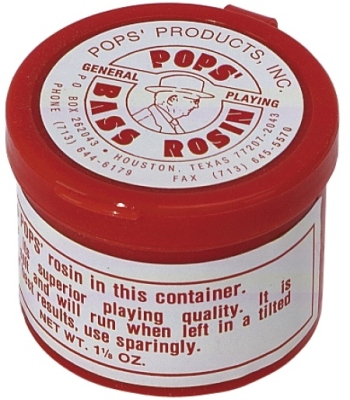 POPS' PRODUCTS, INC.
POPS'
GENERAL PLAYING
BASS ROSIN
P O BOX 262043 • HOUSTON, TEXAS 77207-2043
PHONE (713) 644-6179 FAX (713) 645-5570
POPS' rosin in this container.
superior playing quality. It is
and will run when left in a tilted
results, use sparingly.
NET WT. 1⅛ OZ.